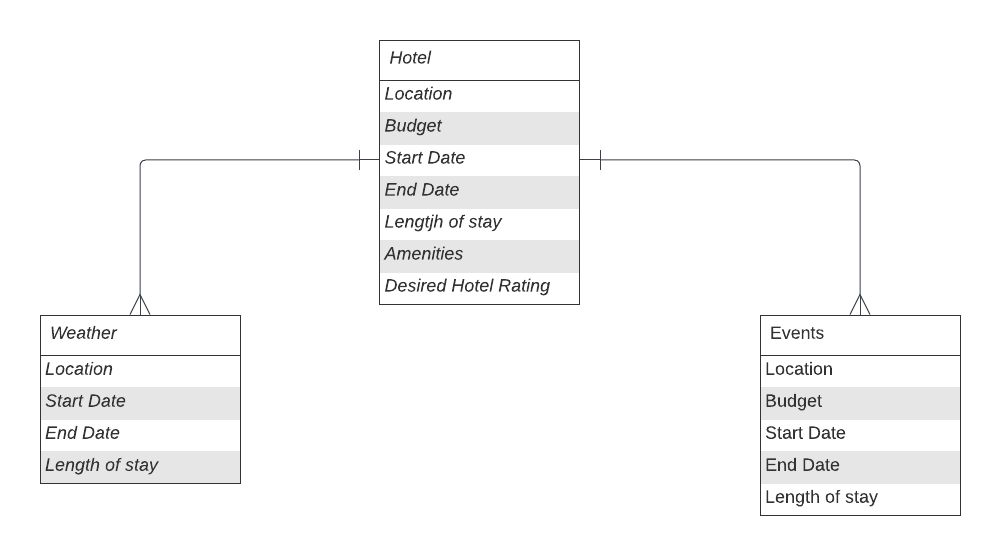 Hotel
Location
Budget
Start Date
End Date
Lengtjh of stay
Amenities
Desired Hotel Rating
Weather
Location
Start Date
End Date
Length of stay
Events
Location
Budget
Start Date
End Date
Length of stay